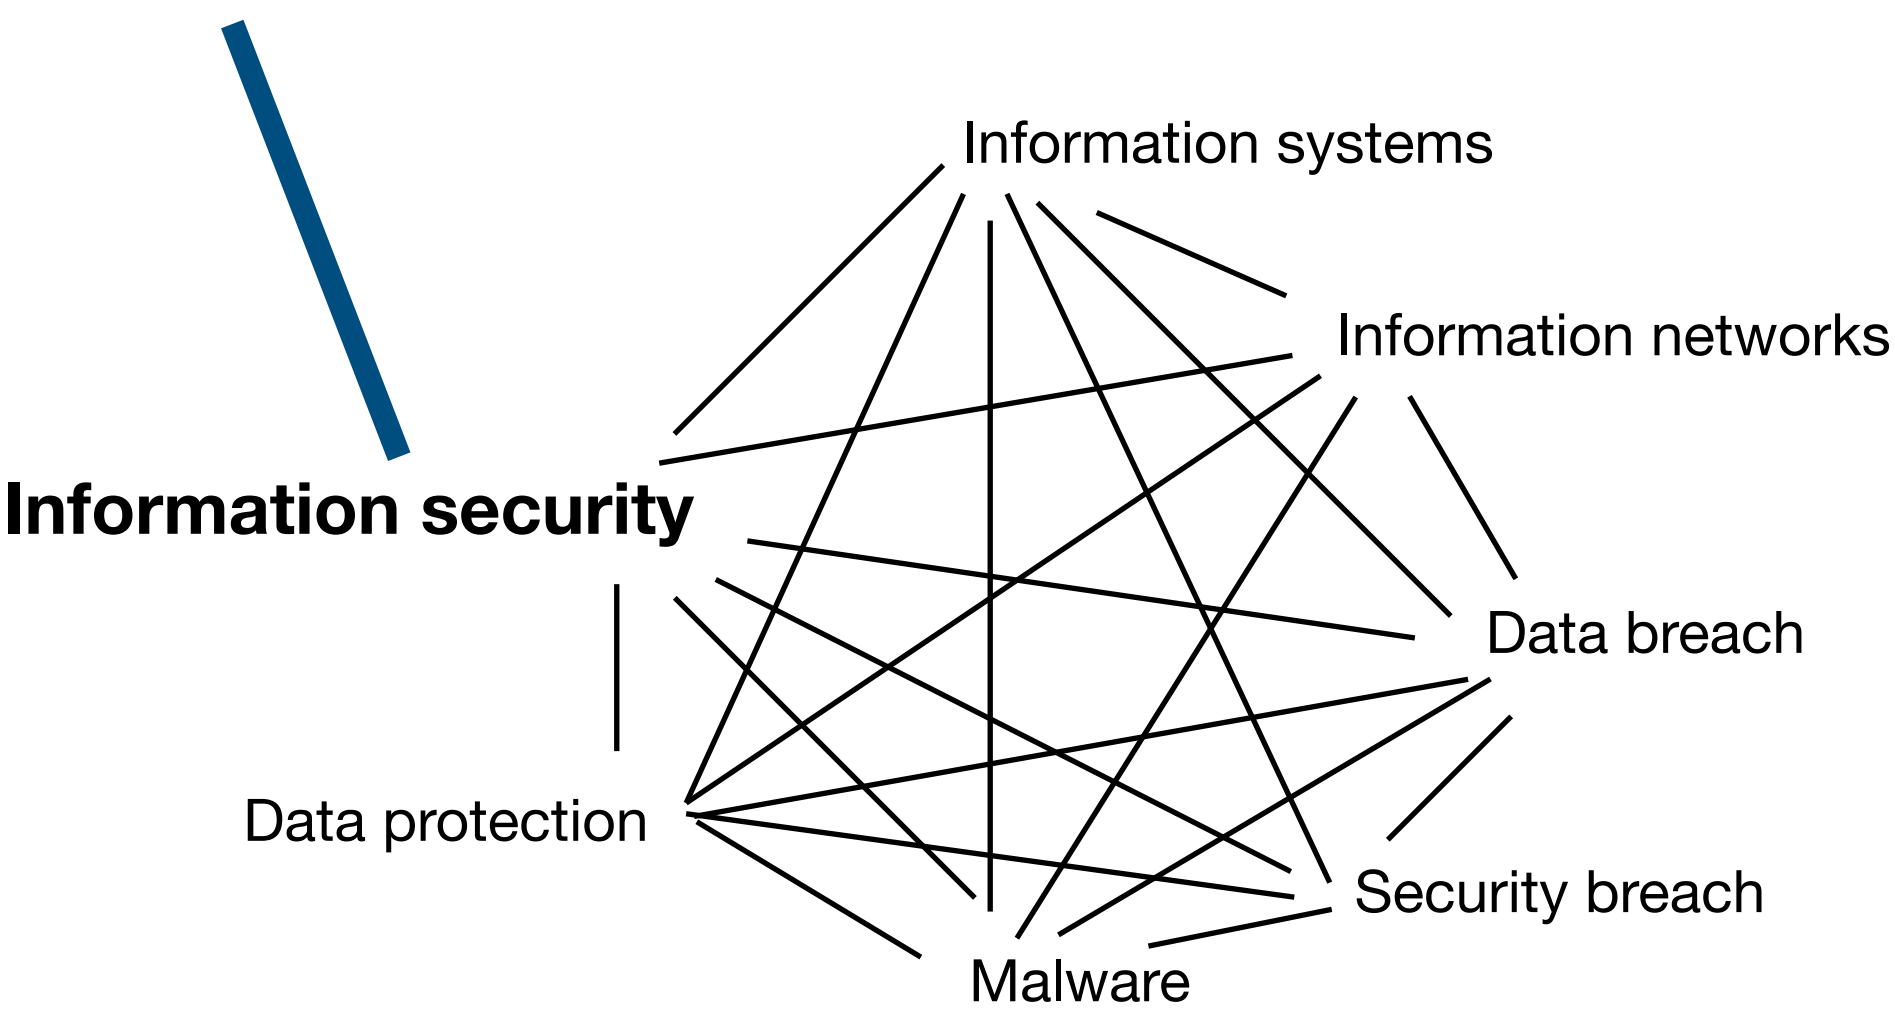 Information systems
Information networks
Information security
Data breach
Data protection
Security breach
Malware